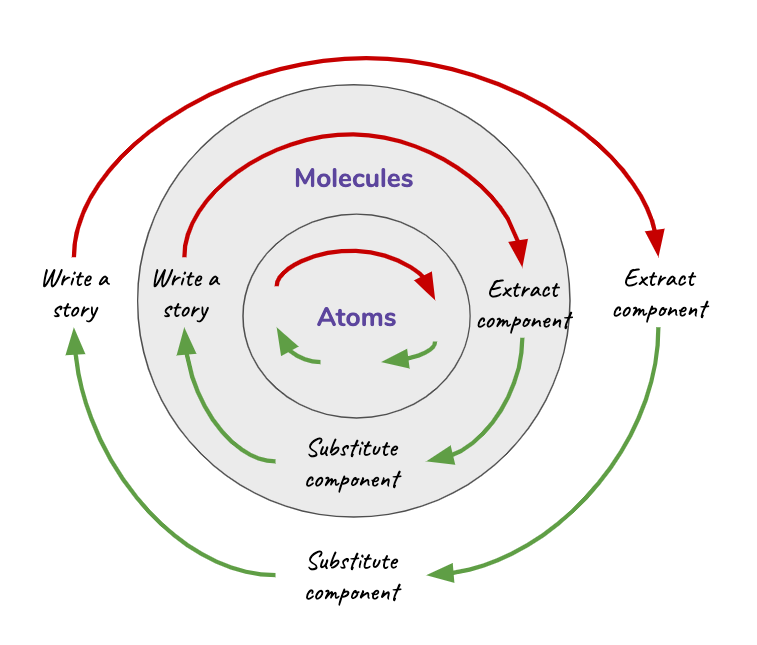 Molecules
Write a
story
Write a
story
Extract
component
Extract
component
Atoms
Substitute
component
Substitute
component